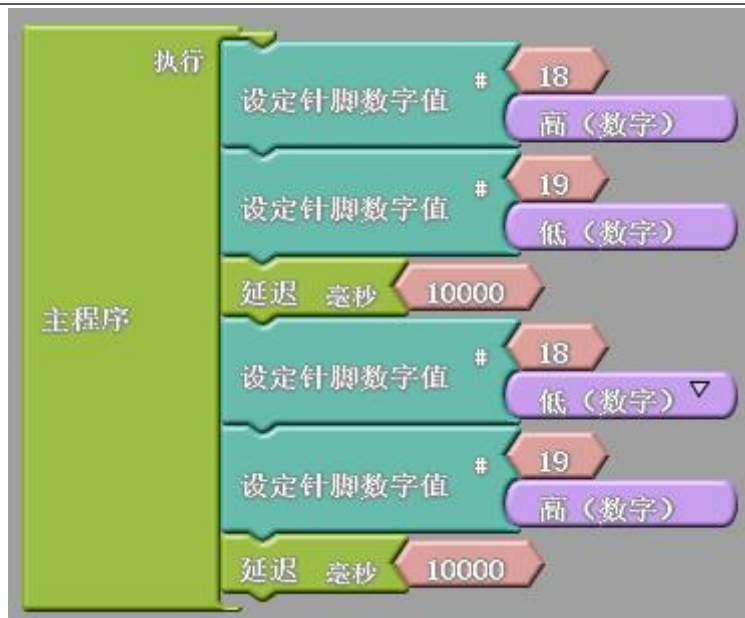 执行
设定针脚数字值 # 18
高（数字）
设定针脚数字值 # 19
低（数字）
延迟 毫秒 10000
主程序
设定针脚数字值 # 18
低（数字）
设定针脚数字值 # 19
高（数字）
延迟 毫秒 10000